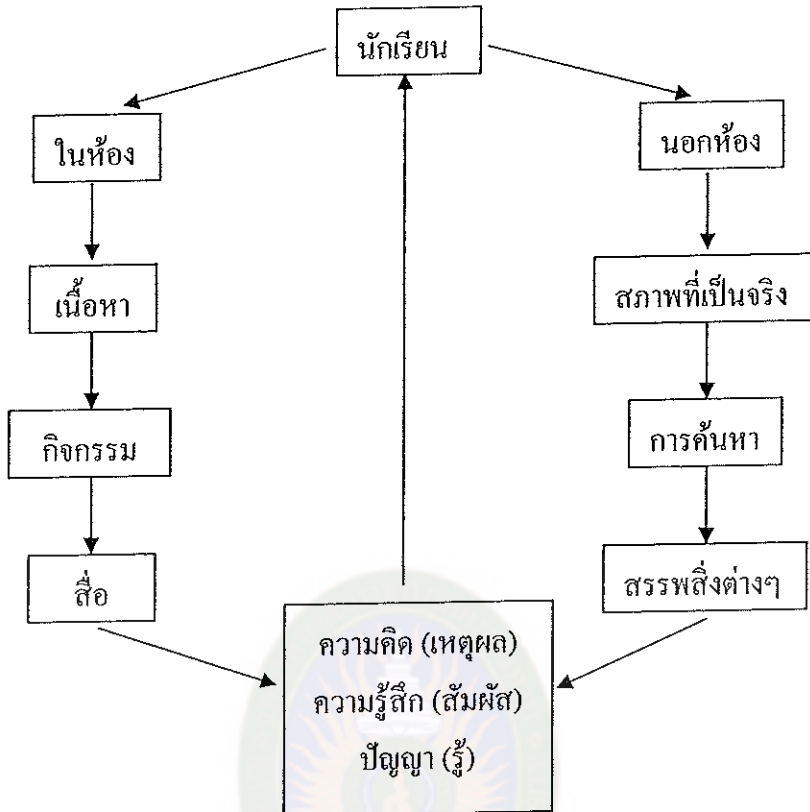 นักเรียน
ในห้อง
นอกห้อง
เนื้อหา
สภาพที่เป็นจริง
กิจกรรม
การค้นหา
สื่อ
สรรพสิ่งต่างๆ
ความคิด (เหตุผล)
ความรู้สึก (สัมผัส)
ปัญญา (รู้)